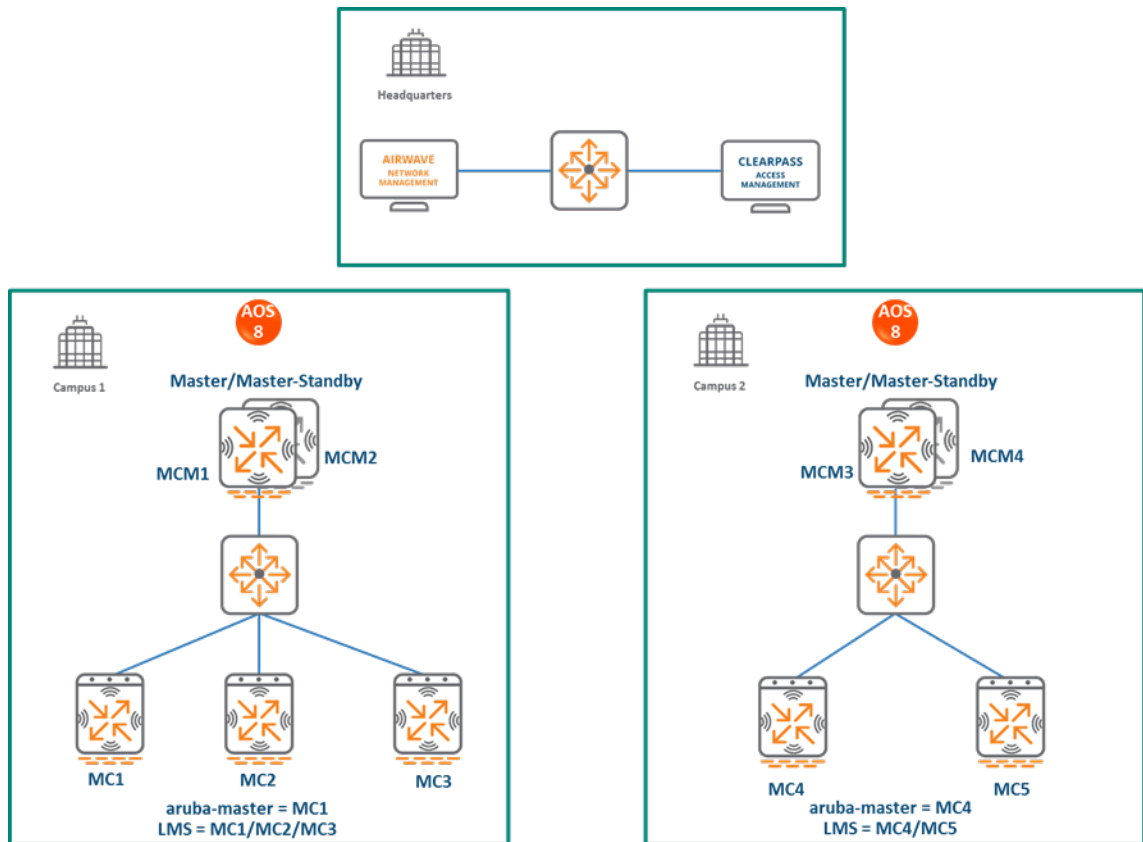 Headquarters
AIRWAVE
NETWORK
MANAGEMENT
CLEARPASS
ACCESS
MANAGEMENT
AOS
8
Campus 1
Master/Master-Standby
MCM1
MCM2
MC1
MC2
MC3
aruba-master = MC1
LMS = MC1/MC2/MC3
AOS
8
Campus 2
Master/Master-Standby
MCM3
MCM4
MC4
MC5
aruba-master = MC4
LMS = MC4/MC5